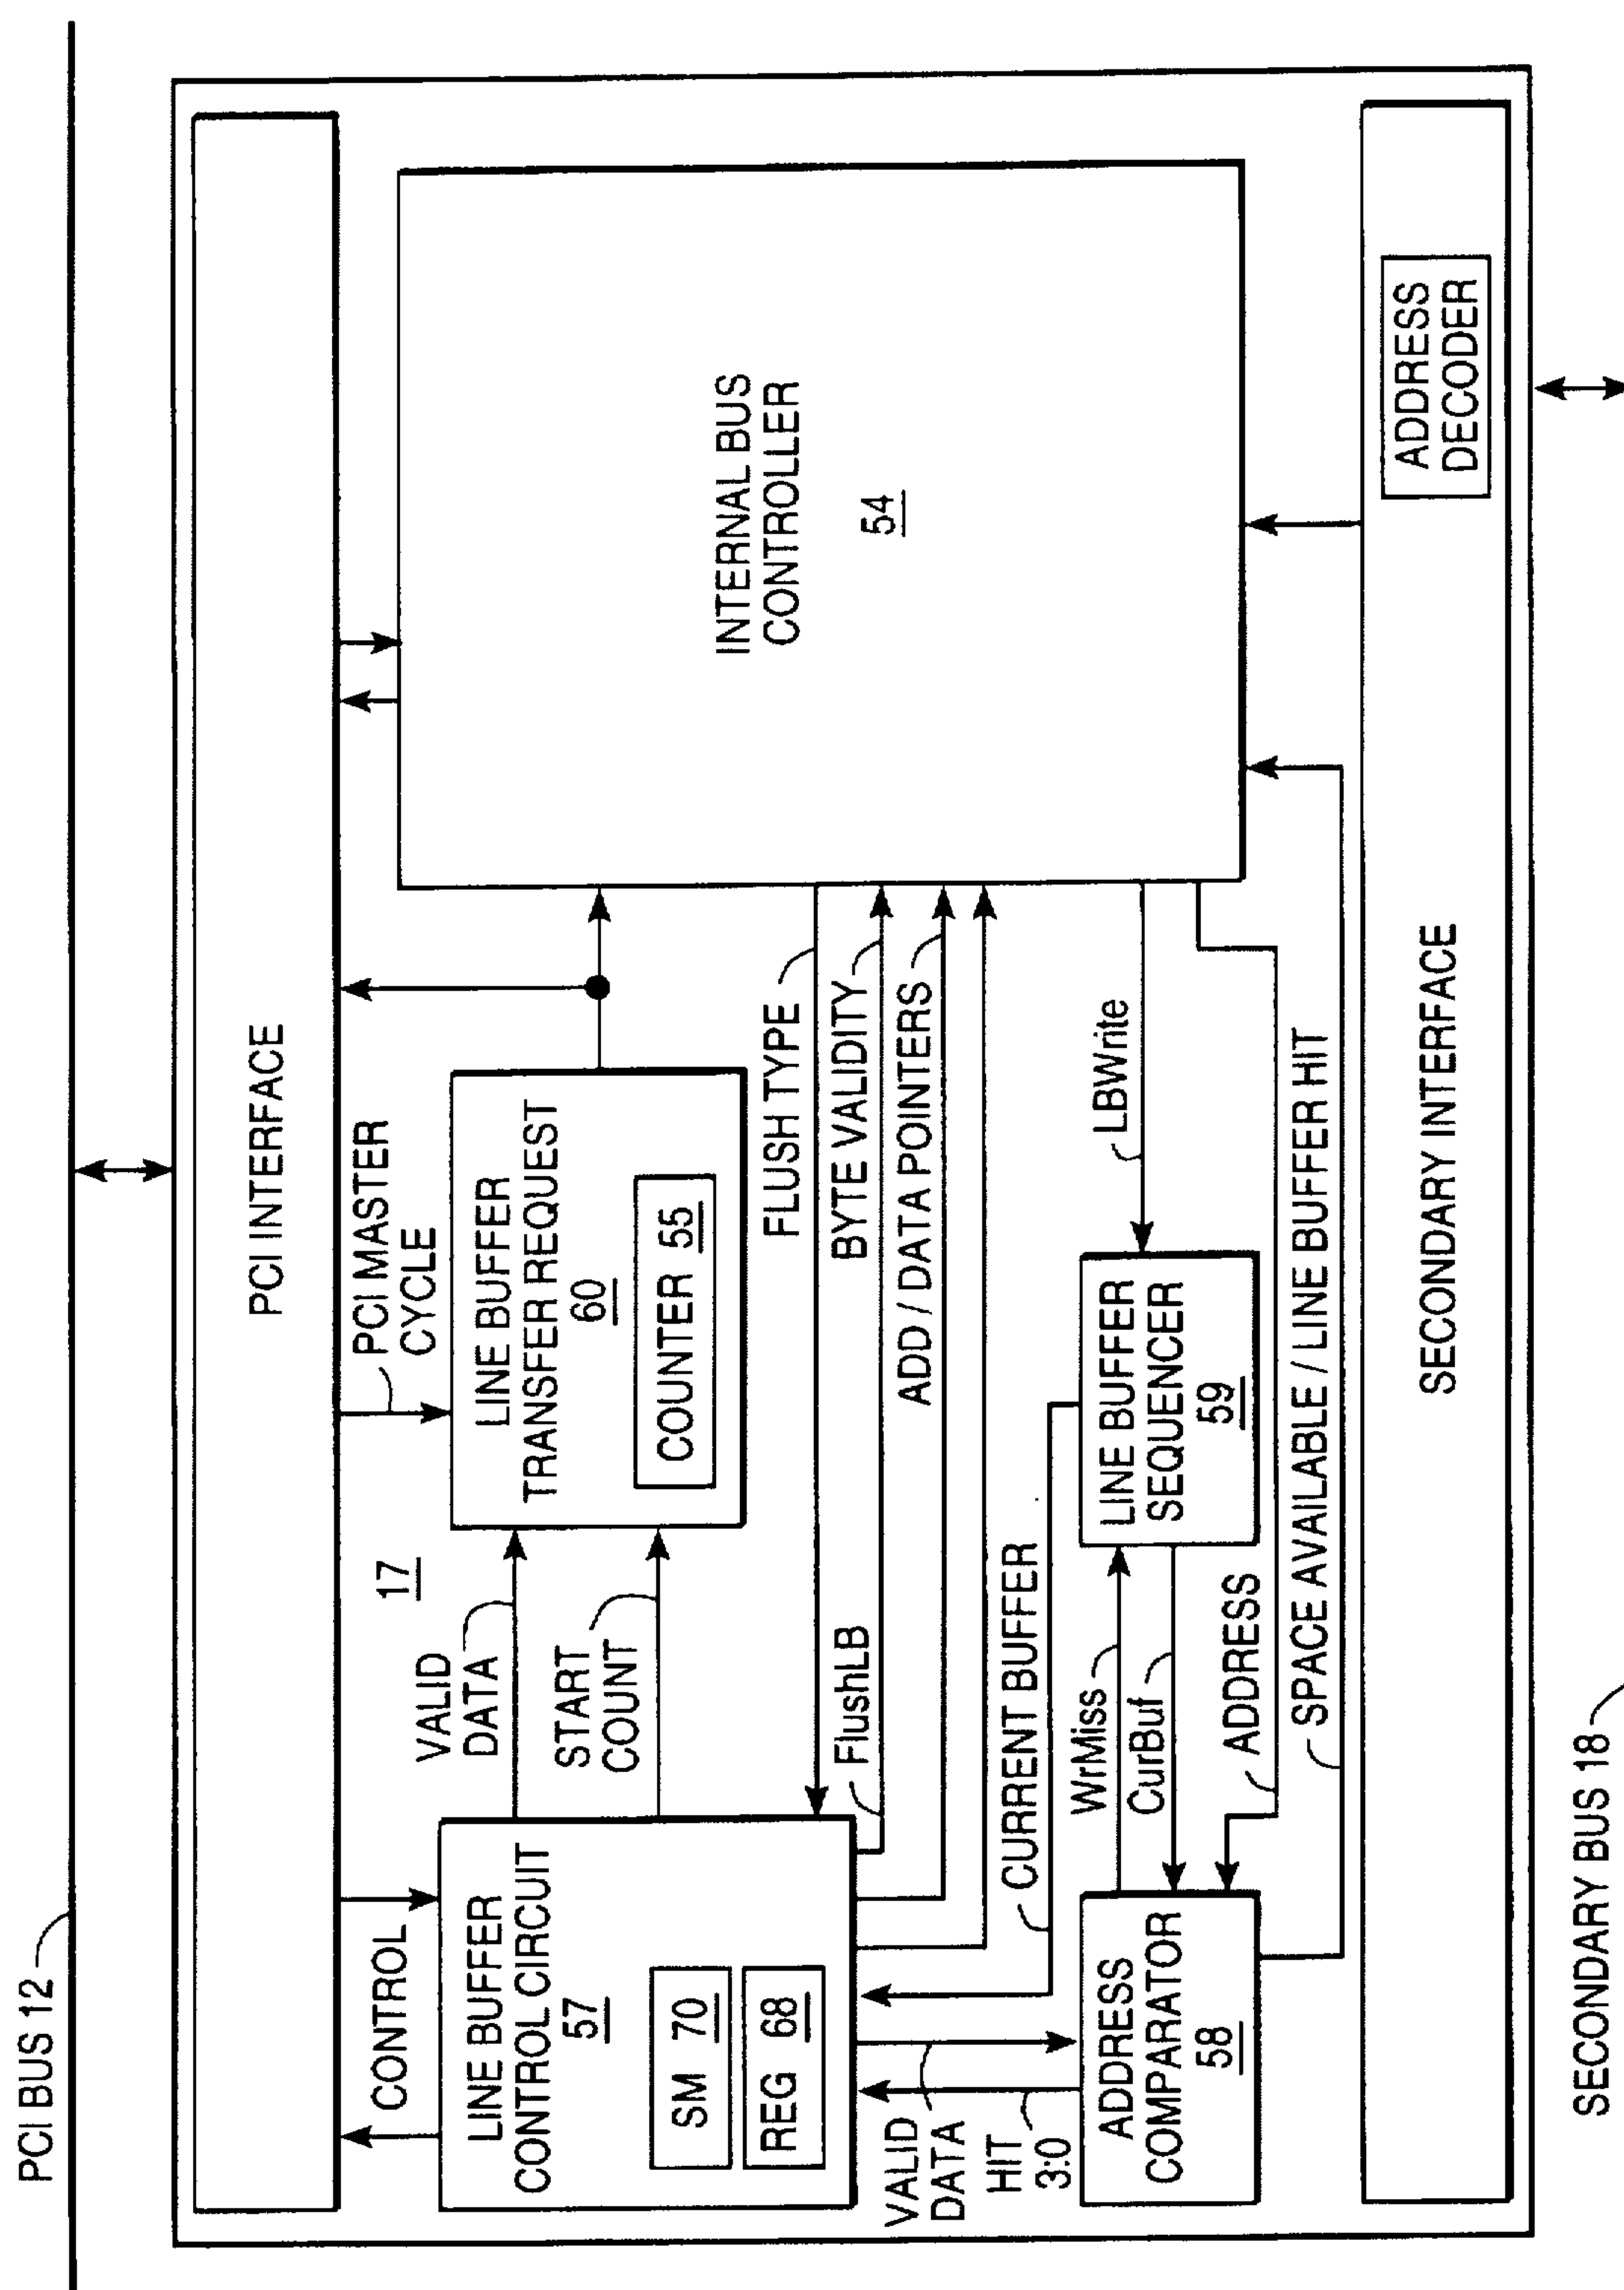 PCI BUS 12
PCI INTERFACE
CONTROL
PCI MASTER
CYCLE
17
LINE BUFFER
CONTROL CIRCUIT
57
SM 70
REG 68
VALID
DATA
START
COUNT
LINE BUFFER
TRANSFER REQUEST
60
COUNTER 55
INTERNAL BUS
CONTROLLER
54
FLUSH TYPE
FlushLB
BYTE VALIDITY
ADD / DATA POINTERS
VALID
DATA
HIT
3:0
CURRENT BUFFER
LBWrite
WrMiss
CurBuf
ADDRESS
COMPARATOR
58
LINE BUFFER
SEQUENCER
59
ADDRESS
SPACE AVAILABLE / LINE BUFFER HIT
SECONDARY INTERFACE
ADDRESS
DECODER
SECONDARY BUS 18